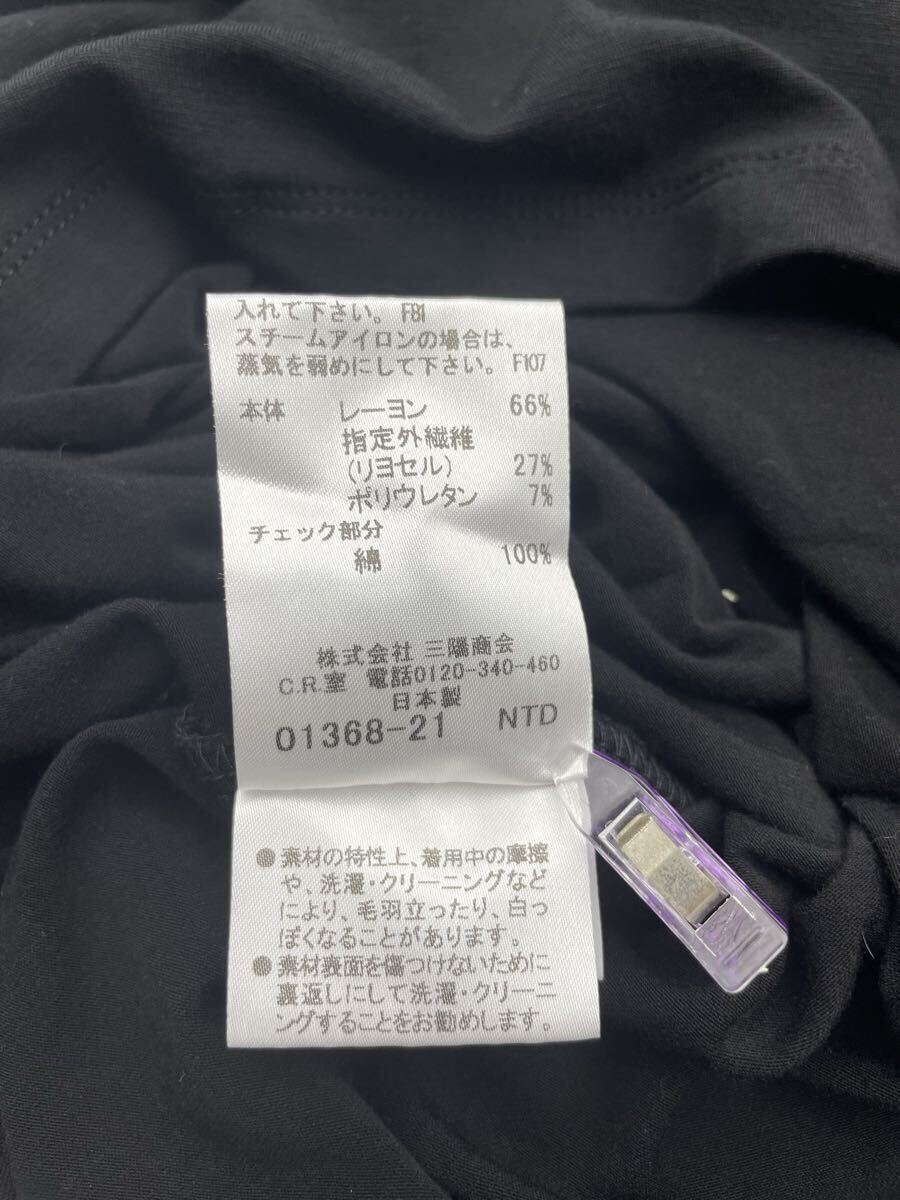 入れて下さい。 F81
スチームアイロンの場合は、
蒸気を弱めにして下さい。 F107
本体 レーヨン 66%
指定外繊維
(リヨセル) 27%
ポリウレタン 7%
チェック部分
綿 100%
株式会社 三陽商会
C.R.室 電話0120-340-460
日本製
01368-21 NTD
●素材の特性上、着用中の摩擦
や、洗濯・クリーニングなど
により、毛羽立ったり、白っ
ぽくなることがあります。
●素材表面を傷つけないために
裏返しにして洗濯・クリーニ
ングすることをお勧めします。